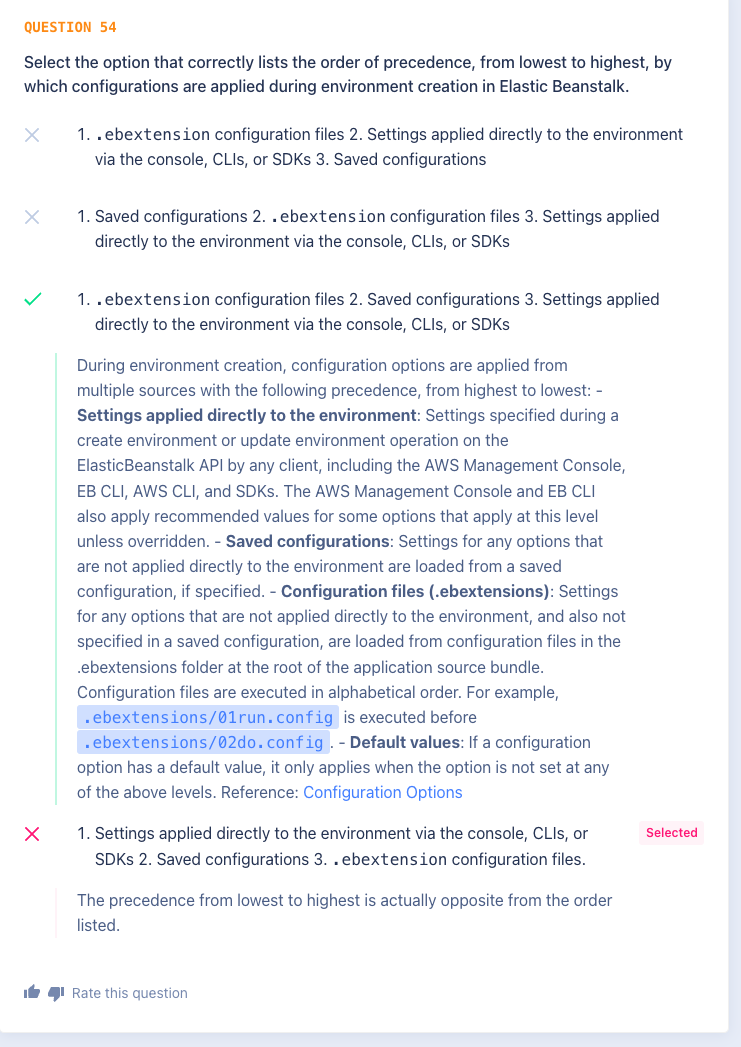 QUESTION 54
Select the option that correctly lists the order of precedence, from lowest to highest, by
which configurations are applied during environment creation in Elastic Beanstalk.
1. .ebextension configuration files 2. Settings applied directly to the environment
via the console, CLIs, or SDKs 3. Saved configurations
1. Saved configurations 2. .ebextension configuration files 3. Settings applied
directly to the environment via the console, CLIs, or SDKs
1. .ebextension configuration files 2. Saved configurations 3. Settings applied
directly to the environment via the console, CLIs, or SDKs
During environment creation, configuration options are applied from
multiple sources with the following precedence, from highest to lowest: -
Settings applied directly to the environment: Settings specified during a
create environment or update environment operation on the
ElasticBeanstalk API by any client, including the AWS Management Console,
EB CLI, AWS CLI, and SDKs. The AWS Management Console and EB CLI
also apply recommended values for some options that apply at this level
unless overridden. - Saved configurations: Settings for any options that
are not applied directly to the environment are loaded from a saved
configuration, if specified. - Configuration files (.ebextensions): Settings
for any options that are not applied directly to the environment, and also not
specified in a saved configuration, are loaded from configuration files in the
.ebextensions folder at the root of the application source bundle.
Configuration files are executed in alphabetical order. For example,
.ebextensions/01run.config is executed before
.ebextensions/02do.config. - Default values: If a configuration
option has a default value, it only applies when the option is not set at any
of the above levels. Reference: Configuration Options
1. Settings applied directly to the environment via the console, CLIs, or
Selected
SDKs 2. Saved configurations 3. .ebextension configuration files.
The precedence from lowest to highest is actually opposite from the order
listed.
Rate this question